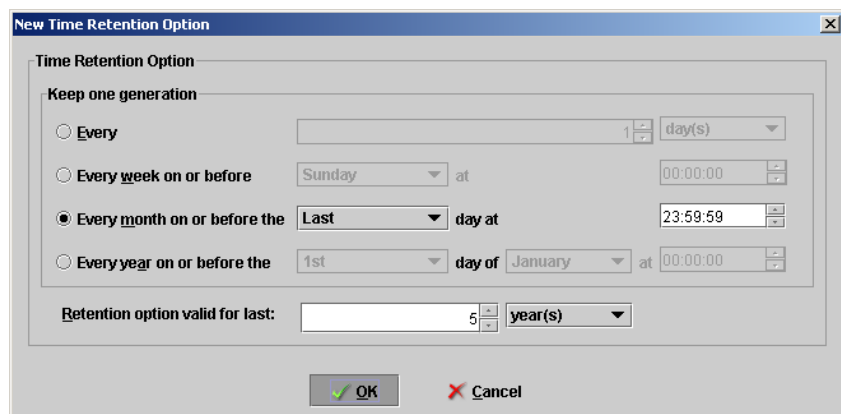 New Time Retention Option
Time Retention Option
Keep one generation
Every 1 day(s)
Every week on or before Sunday at 00:00:00
Every month on or before the Last day at 23:59:59
Every year on or before the 1st day of January at 00:00:00
Retention option valid for last: 5 year(s)
OK Cancel